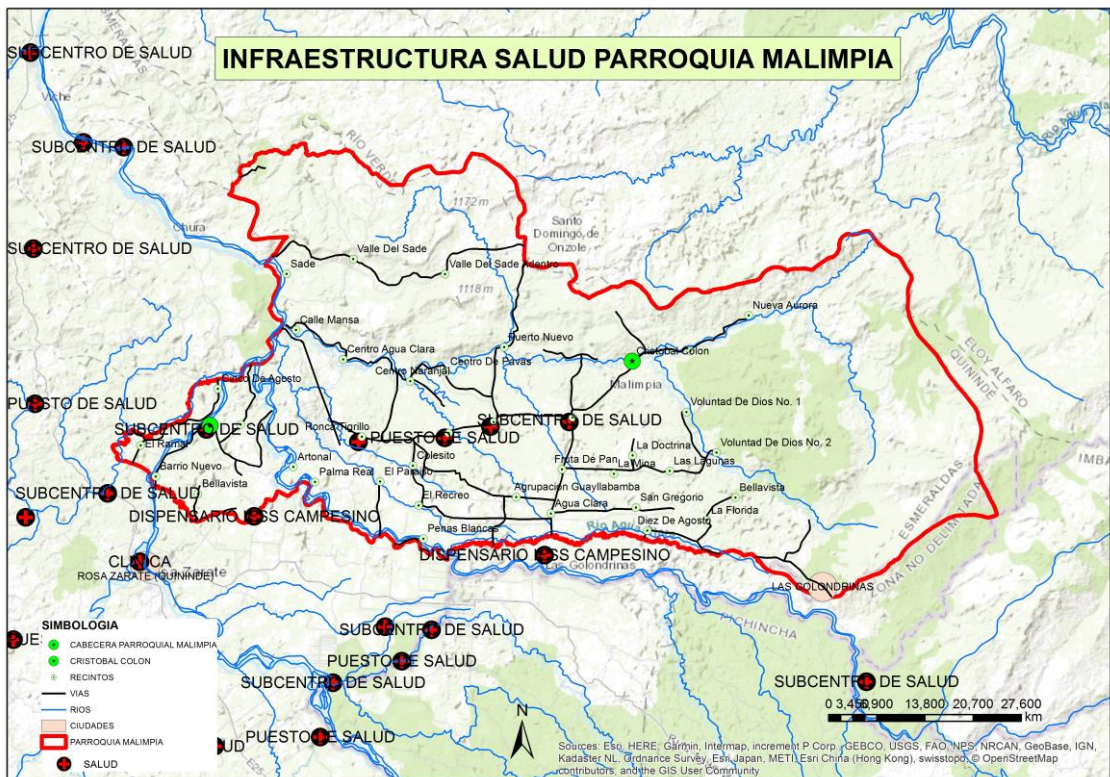 INFRAESTRUCTURA SALUD PARROQUIA MALIMPIA
SUBCENTRO DE SALUD
Viche
SUBCENTRO DE SALUD
RIO VERDE
1172 m
Santo
Domingo de
Onzole
Chura
SUBCENTRO DE SALUD
Valle Del Sade
Sade
Valle Del Sade Adentro
1118 m
Nueva Aurora
Calle Mansa
Puerto Nuevo
Centro Agua Clara
Centro De Pavas
Cristobal Colon
Centro Naranjal
Malimpia
ELOY ALFARO
QUININDE
Cinco De Agosto
PUESTO DE SALUD
Voluntad De Dios No. 1
SUBCENTRO DE SALUD
SUBCENTRO DE SALUD
Ronca Tigrillo
PUESTO DE SALUD
El Ramal
La Doctrina
Voluntad De Dios No. 2
Barrio Nuevo
Artonal
Colesito
Fruta De Pan
La Mina
Las Lagunas
Palma Real
El Paraiso
SUBCENTRO DE SALUD
Bellavista
El Recreo
Agrupacion Guayllabamba
San Gregorio
Bellavista
ESMERALDAS
Agua Clara
La Florida
DISPENSARIO IESS CAMPESINO
Diez De Agosto
Penas Blancas
DISPENSARIO IESS CAMPESINO
Las Golondrinas
CLINICA
ROSA ZARATE (QUININDE)
LAS GOLONDRINAS
SUBCENTRO DE SALUD
PUESTO DE SALUD
SUBCENTRO DE SALUD
SUBCENTRO DE SALUD
PUESTO DE SALUD
SIMBOLOGIA
CABECERA PARROQUIAL MALIMPIA
CRISTOBAL COLON
RECINTOS
VIAS
RIOS
CIUDADES
PARROQUIA MALIMPIA
SALUD
N
0 3,450 6,900 13,800 20,700 27,600
km
Sources: Esri, HERE, Garmin, Intermap, increment P Corp., GEBCO, USGS, FAO, NPS, NRCAN, GeoBase, IGN,
Kadaster NL, Ordnance Survey, Esri Japan, METI, Esri China (Hong Kong), swisstopo, © OpenStreetMap
contributors, and the GIS User Community